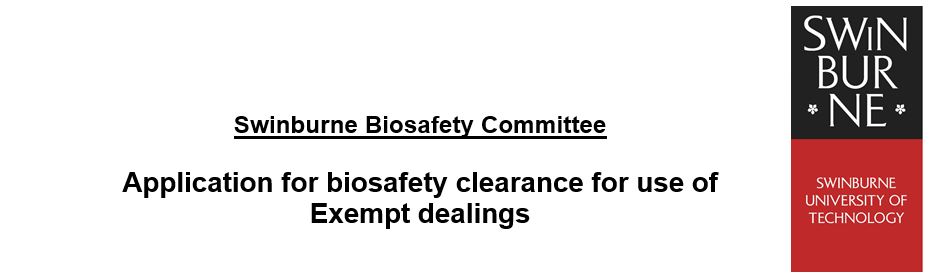 Swinburne Biosafety Committee
Application for biosafety clearance for use of
Exempt dealings
SWiN
BUR
NE
SWINBURNE
UNIVERSITY OF
TECHNOLOGY